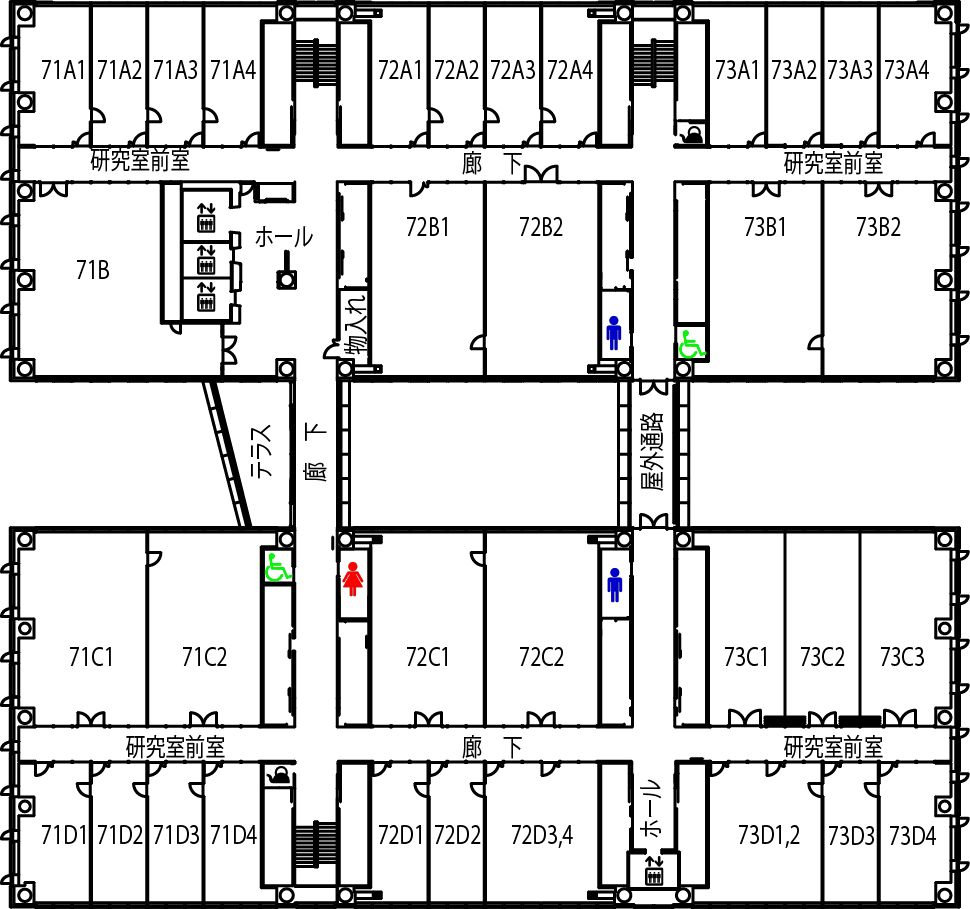 71A1 71A2 71A3 71A4 72A1 72A2 72A3 72A4 73A1 73A2 73A3 73A4
研究室前室 廊 下 研究室前室
71B ホール 72B1 72B2 73B1 73B2
物入れ
テラス
廊 下
屋外通路
71C1 71C2 72C1 72C2 73C1 73C2 73C3
研究室前室 廊 下 研究室前室
71D1 71D2 71D3 71D4 72D1 72D2 72D3,4 ホール 73D1,2 73D3 73D4